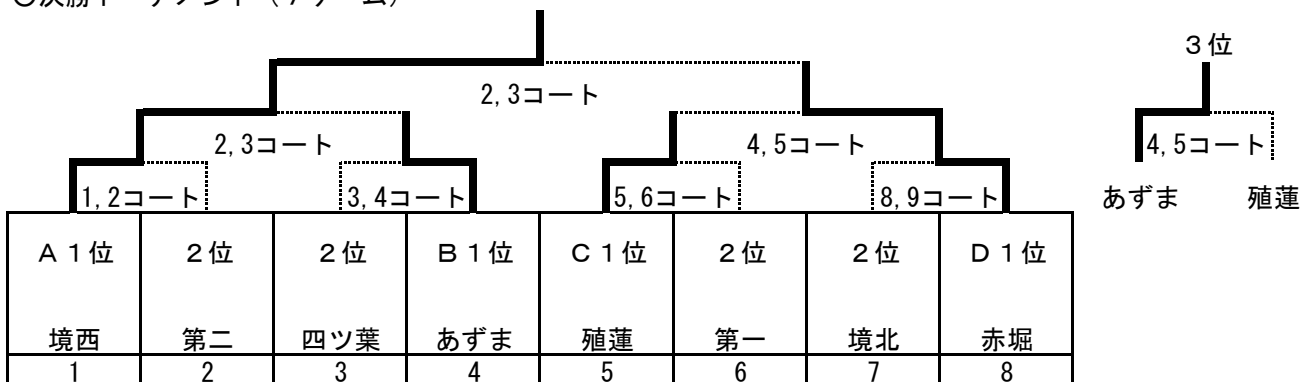 ○決勝トーナメント（７ゲーム）
３位
2,3コート
2,3コート 4,5コート 4,5コート
1,2コート 3,4コート 5,6コート 8,9コート
あずま 殖蓮
Ａ１位 ２位 ２位 Ｂ１位 Ｃ１位 ２位 ２位 Ｄ１位
境西 第二 四ツ葉 あずま 殖蓮 第一 境北 赤堀
1 2 3 4 5 6 7 8